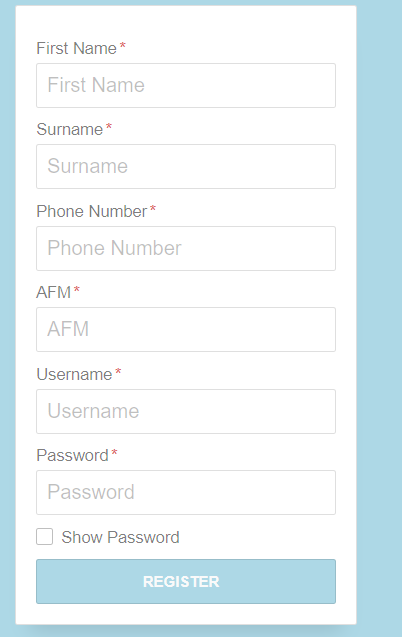 First Name*
First Name
Surname*
Surname
Phone Number*
Phone Number
AFM*
AFM
Username*
Username
Password*
Password
Show Password
REGISTER